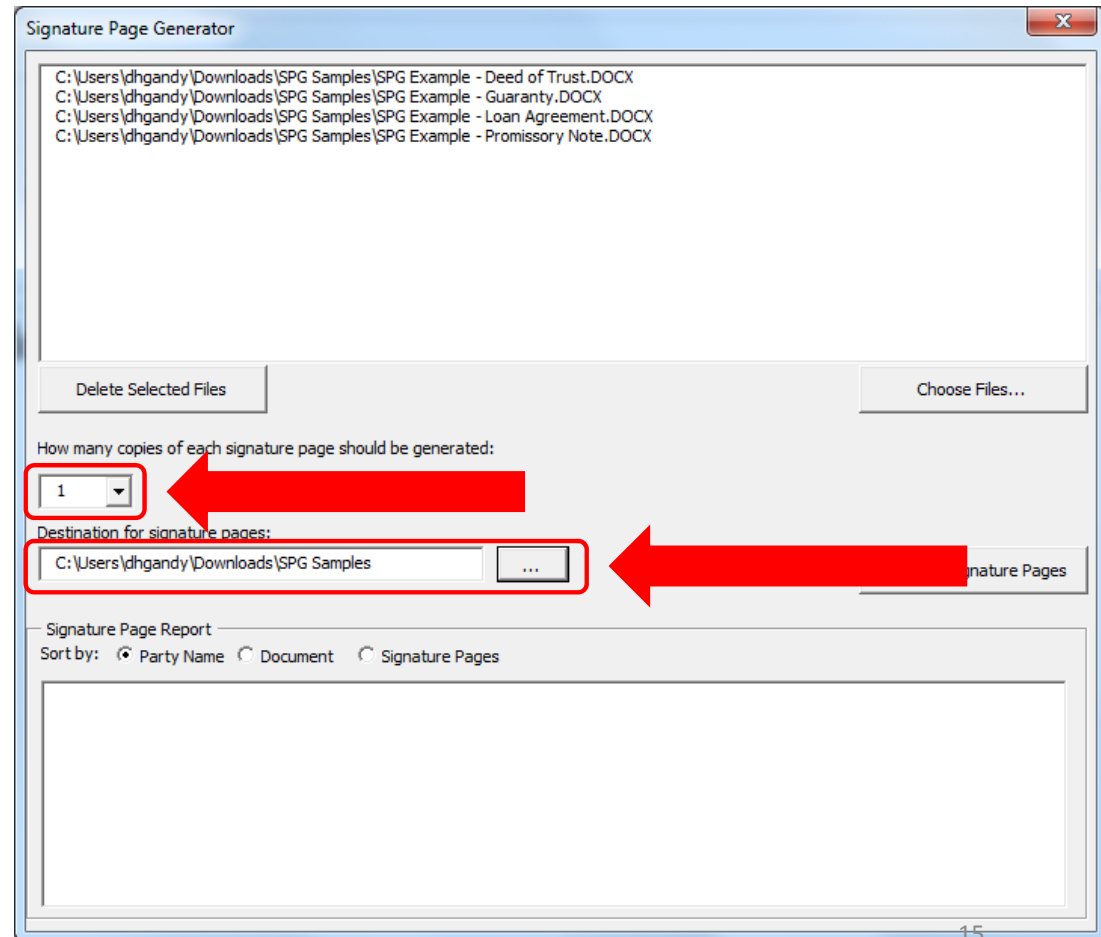 Signature Page Generator
X
C:\Users\dhgandy\Downloads\SPG Samples\SPG Example - Deed of Trust.DOCX
C:\Users\dhgandy\Downloads\SPG Samples\SPG Example - Guaranty.DOCX
C:\Users\dhgandy\Downloads\SPG Samples\SPG Example - Loan Agreement.DOCX
C:\Users\dhgandy\Downloads\SPG Samples\SPG Example - Promissory Note.DOCX
Delete Selected Files
Choose Files...
How many copies of each signature page should be generated:
1
Destination for signature pages:
C:\Users\dhgandy\Downloads\SPG Samples
...
Pages
Signature Page Report
Sort by: Party Name Document Signature Pages
15